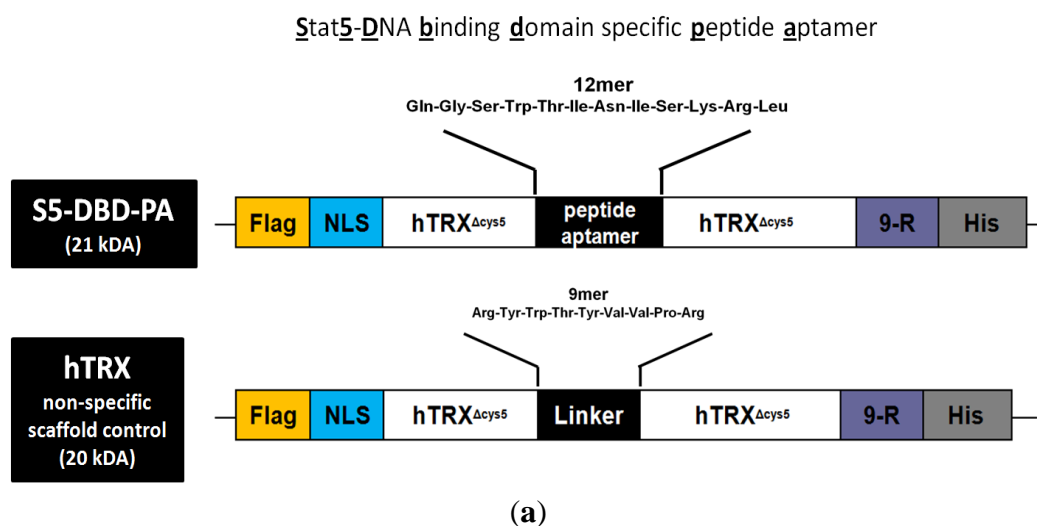 Stat5-DNA binding domain specific peptide aptamer
12mer
Gln-Gly-Ser-Trp-Thr-Ile-Asn-Ile-Ser-Lys-Arg-Leu
S5-DBD-PA
(21 kDA)
Flag NLS hTRXΔcys5 peptide aptamer hTRXΔcys5 9-R His
9mer
Arg-Tyr-Trp-Thr-Tyr-Val-Val-Pro-Arg
hTRX
non-specific
scaffold control
(20 kDA)
Flag NLS hTRXΔcys5 Linker hTRXΔcys5 9-R His
(a)